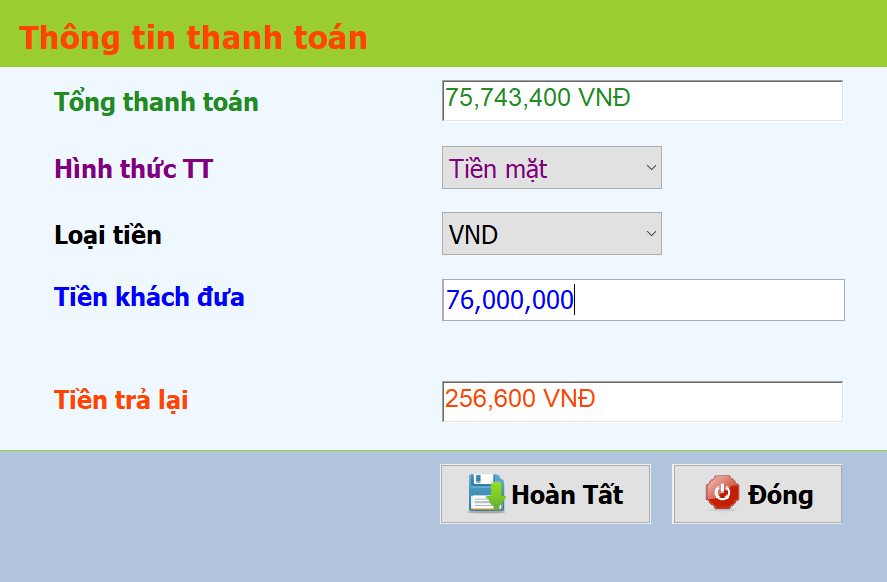 Thông tin thanh toán
Tổng thanh toán 75,743,400 VNĐ
Hình thức TT Tiền mặt
Loại tiền VND
Tiền khách đưa 76,000,000
Tiền trả lại 256,600 VNĐ
Hoàn Tất Đóng